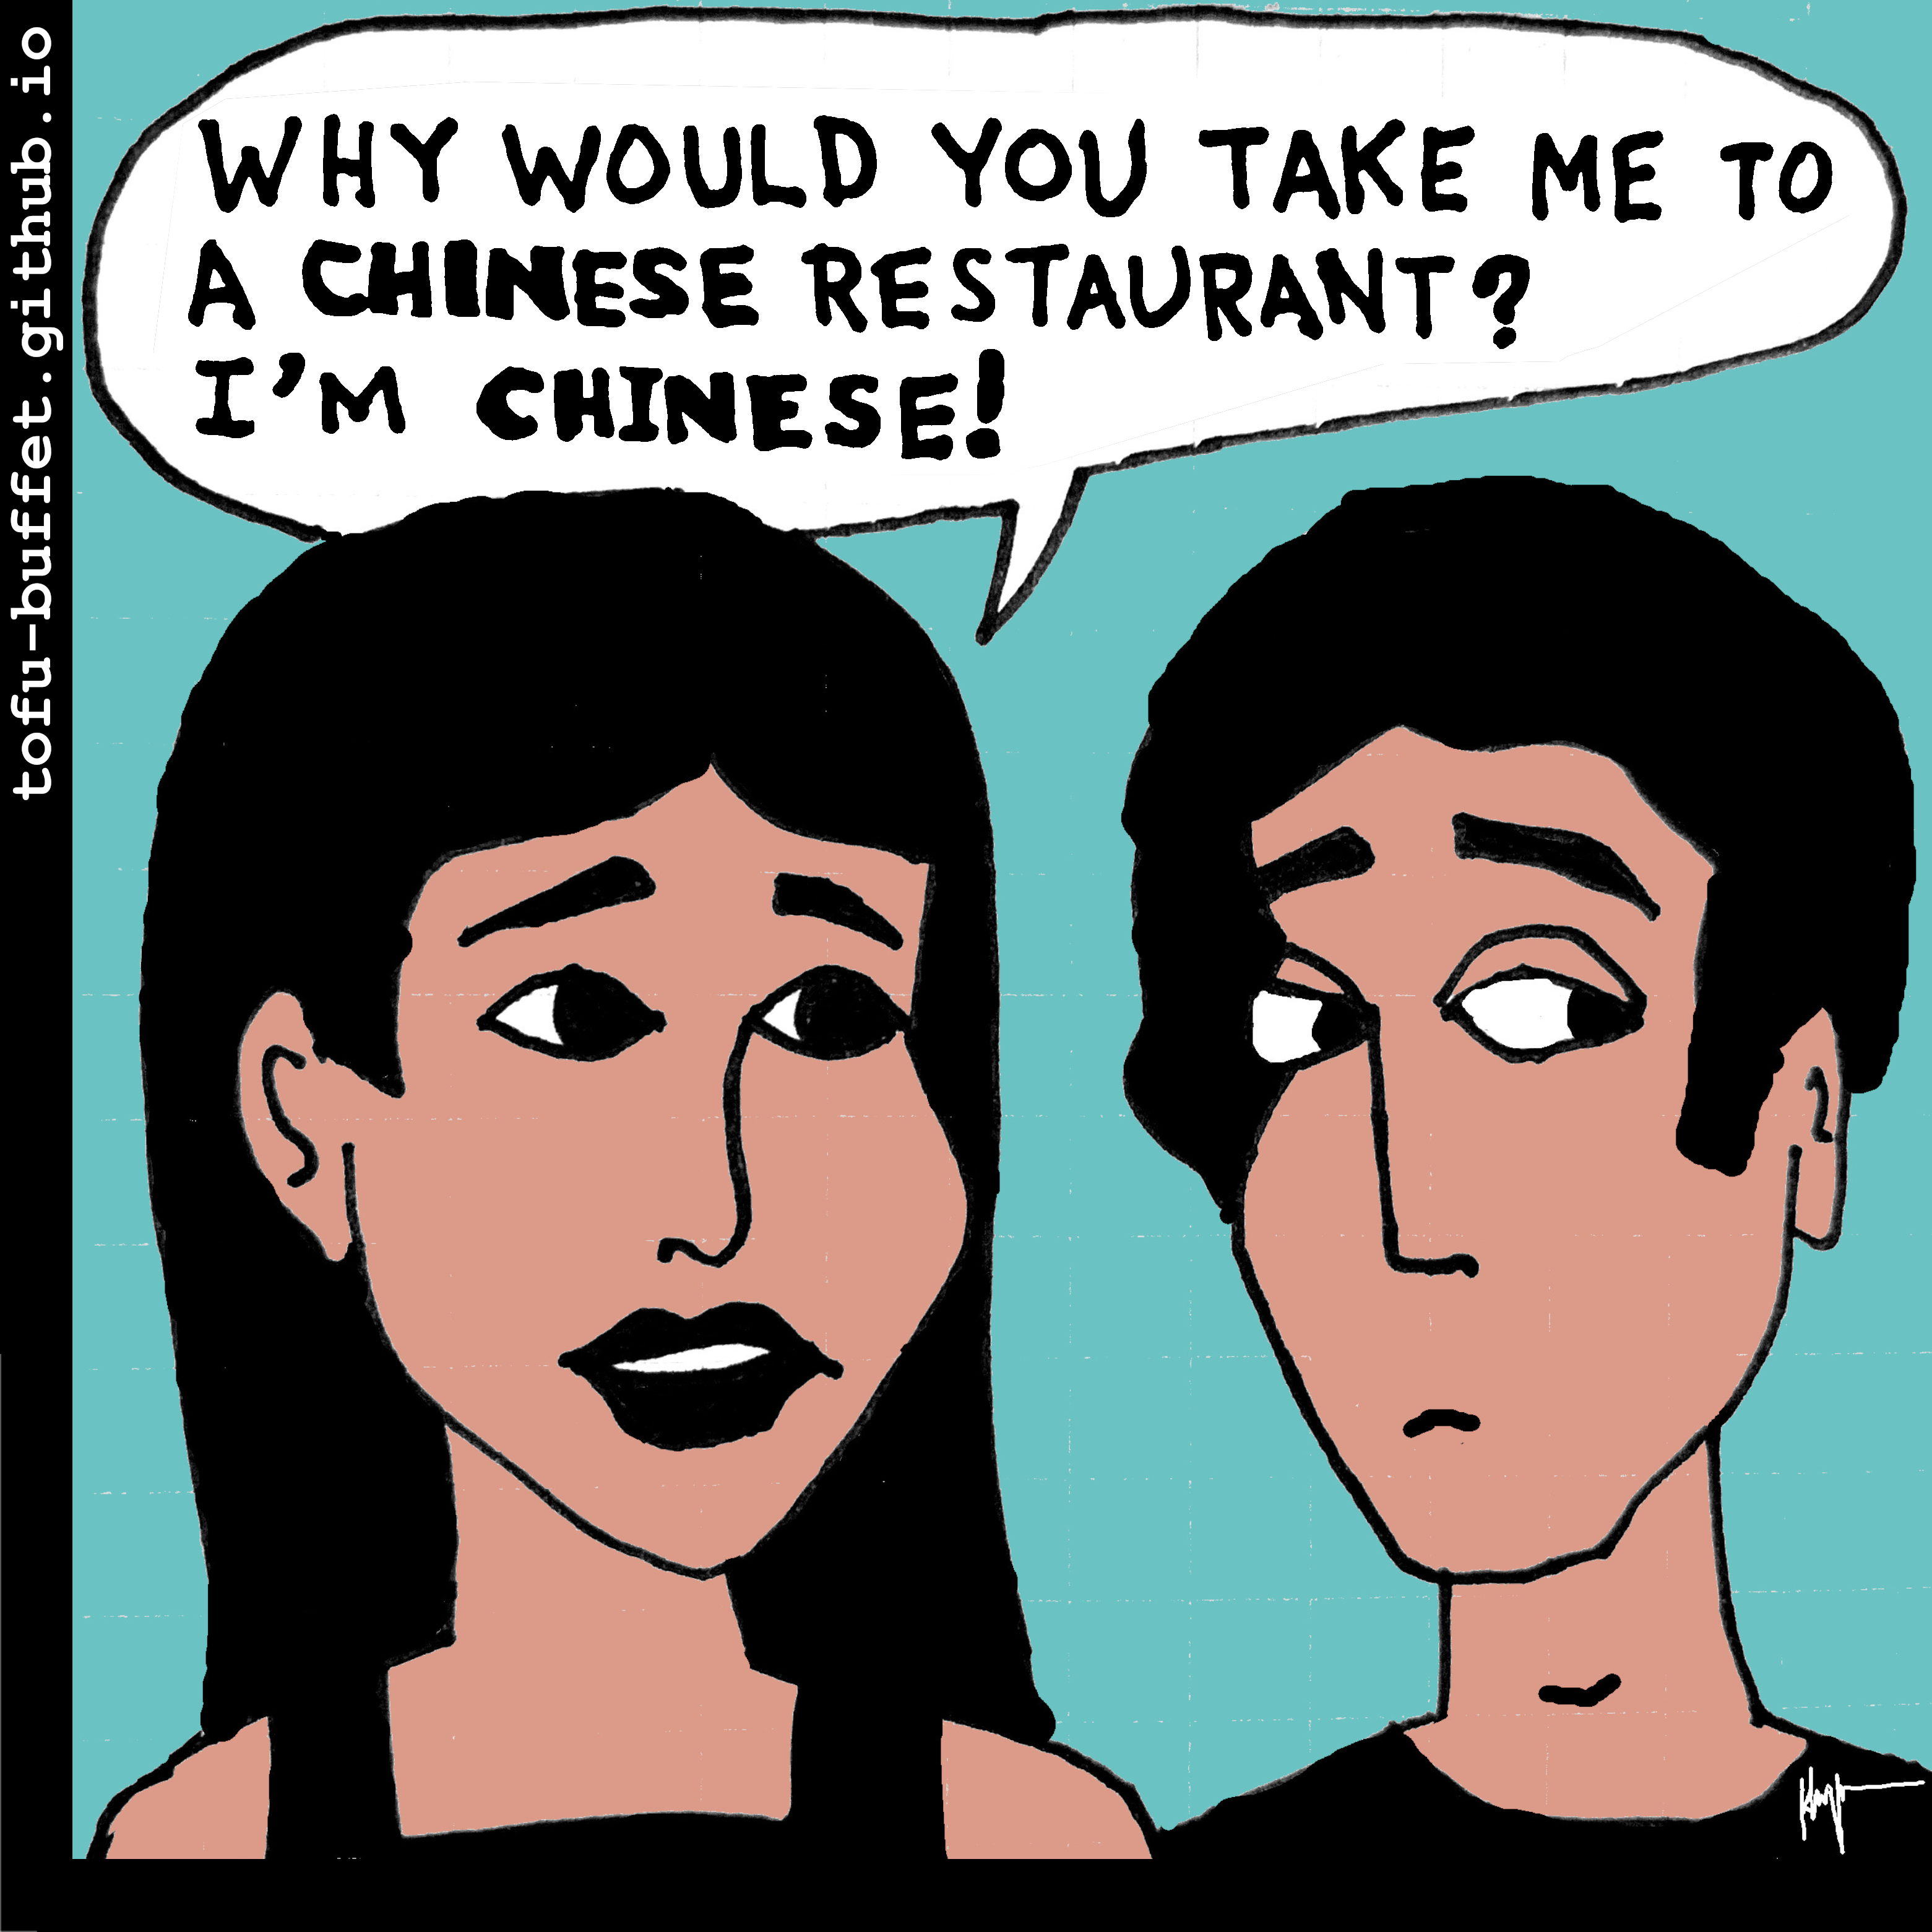 WHY WOULD YOU TAKE ME TO
A CHINESE RESTAURANT?
I'M CHINESE!
tofu-buffet.github.io